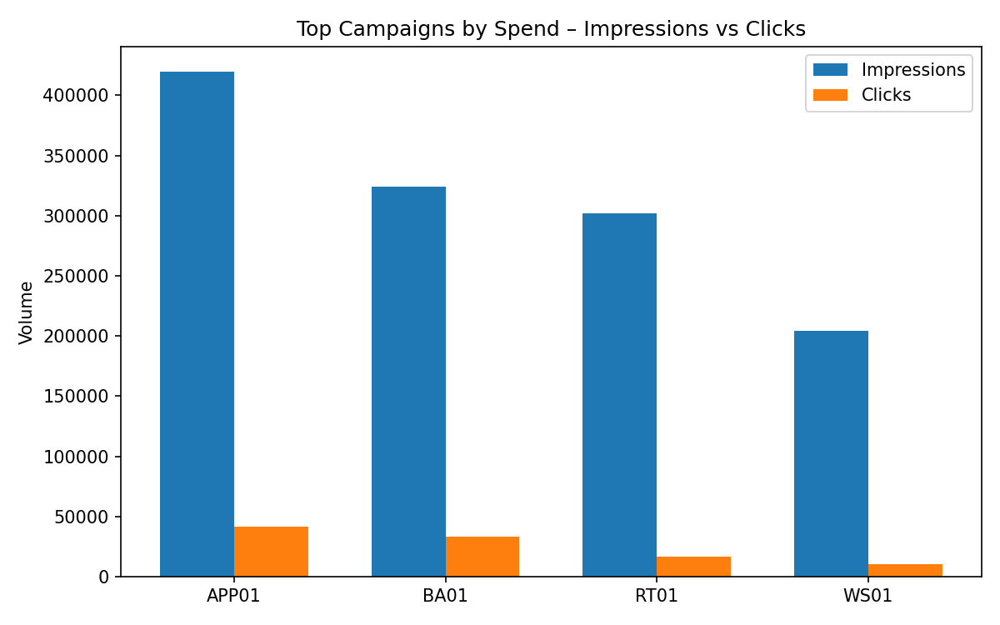 Top Campaigns by Spend – Impressions vs Clicks
Impressions
Clicks
Volume
400000
350000
300000
250000
200000
150000
100000
50000
0
APP01 BA01 RT01 WS01